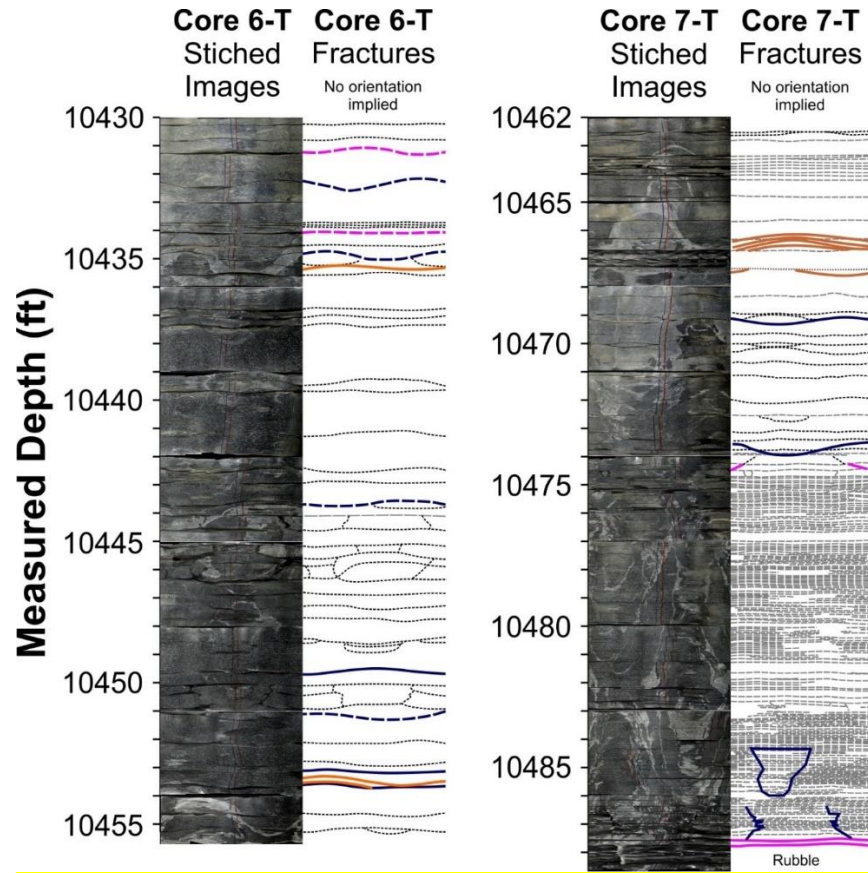 Core 6-T
Stiched
Images
Core 6-T
Fractures
No orientation
implied
Core 7-T
Stiched
Images
Core 7-T
Fractures
No orientation
implied
Measured Depth (ft)
10430
10435
10440
10445
10450
10455
10462
10465
10470
10475
10480
10485
Rubble